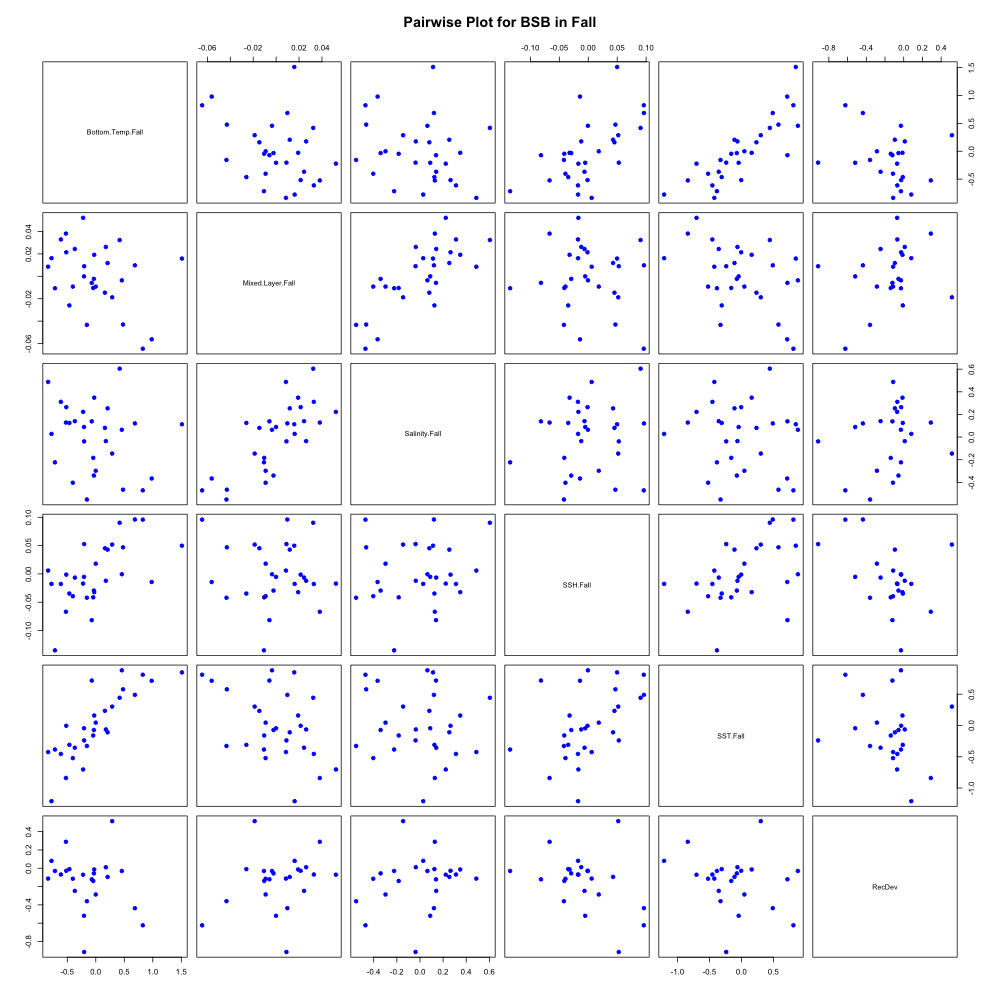 Pairwise Plot for BSB in Fall
-0.06 -0.02 0.02 0.04
-0.10 -0.05 0.00 0.05 0.10
-0.8 -0.4 0.0 0.4
Bottom.Temp.Fall
-0.5 0.0 0.5 1.0 1.5
-0.06 -0.02 0.02 0.04
Mixed.Layer.Fall
Salinity.Fall
-0.4 -0.2 0.0 0.2 0.4 0.6
-0.10 -0.05 0.00 0.05 0.10
SSH.Fall
SST.Fall
-1.0 -0.5 0.0 0.5
-0.8 -0.4 0.0 0.2 0.4
RecDev
-0.5 0.0 0.5 1.0 1.5
-0.4 -0.2 0.0 0.2 0.4 0.6
-1.0 -0.5 0.0 0.5